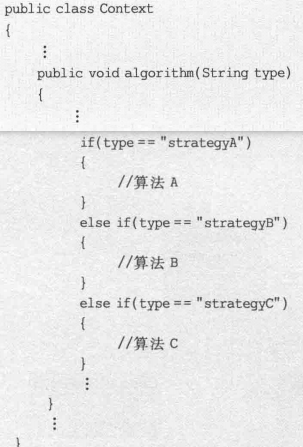 public class Context
{
⋮
public void algorithm(String type)
{
⋮
if(type == "strategyA")
{
//算法 A
}
else if(type == "strategyB")
{
//算法 B
}
else if(type == "strategyC")
{
//算法 C
}
⋮
}
⋮
}